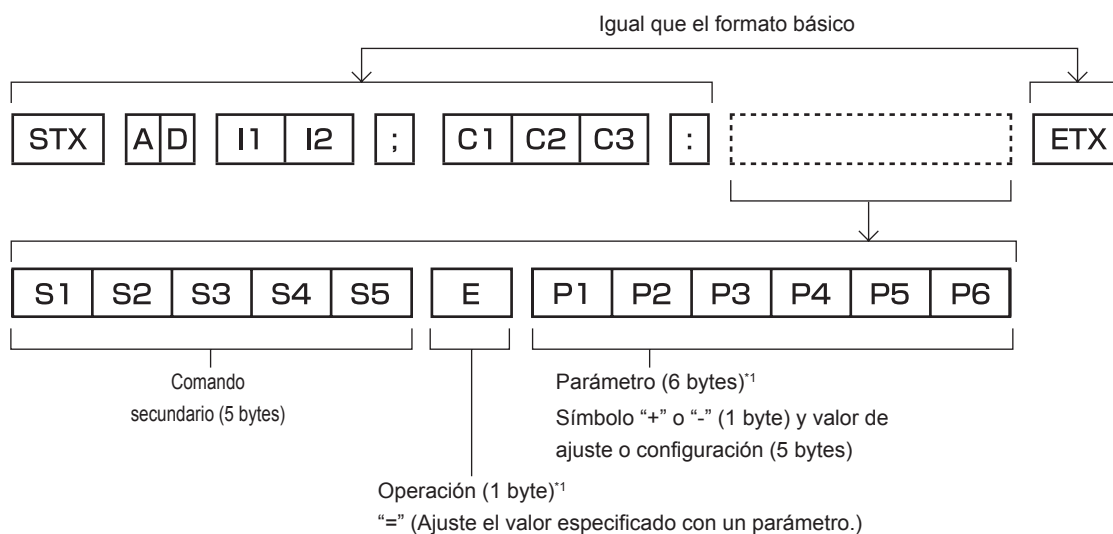 Igual que el formato básico
STX A D I1 I2 ; C1 C2 C3 : ETX
S1 S2 S3 S4 S5 E P1 P2 P3 P4 P5 P6
Comando
secundario (5 bytes)
Parámetro (6 bytes)*1
Símbolo “+” o “-” (1 byte) y valor de
ajuste o configuración (5 bytes)
Operación (1 byte)*1
“=” (Ajuste el valor especificado con un parámetro.)